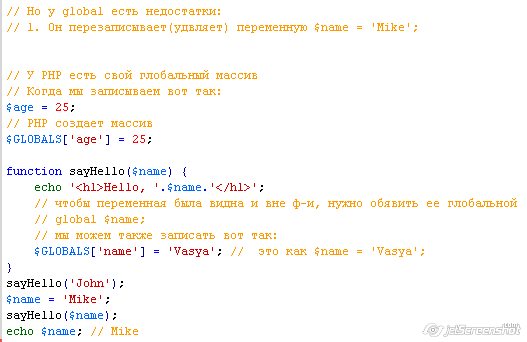 // Но у global есть недостатки:
// 1. Он перезаписывает(удвляет) переменную $name = 'Mike';
// У PHP есть свой глобальный массив
// Когда мы записываем вот так:
$age = 25;
// PHP создает массив
$GLOBALS['age'] = 25;
function sayHello($name) {
echo '<hl>Hello, '.$name.'</hl>';
// чтобы переменная была видна и вне ф-и, нужно обявить ее глобальной
// global $name;
// мы можем также записать вот так:
$GLOBALS['name'] = 'Vasya'; // это как $name = 'Vasya';
}
sayHello('John');
$name = 'Mike';
sayHello($name);
echo $name; // Mike
jetScreenshot